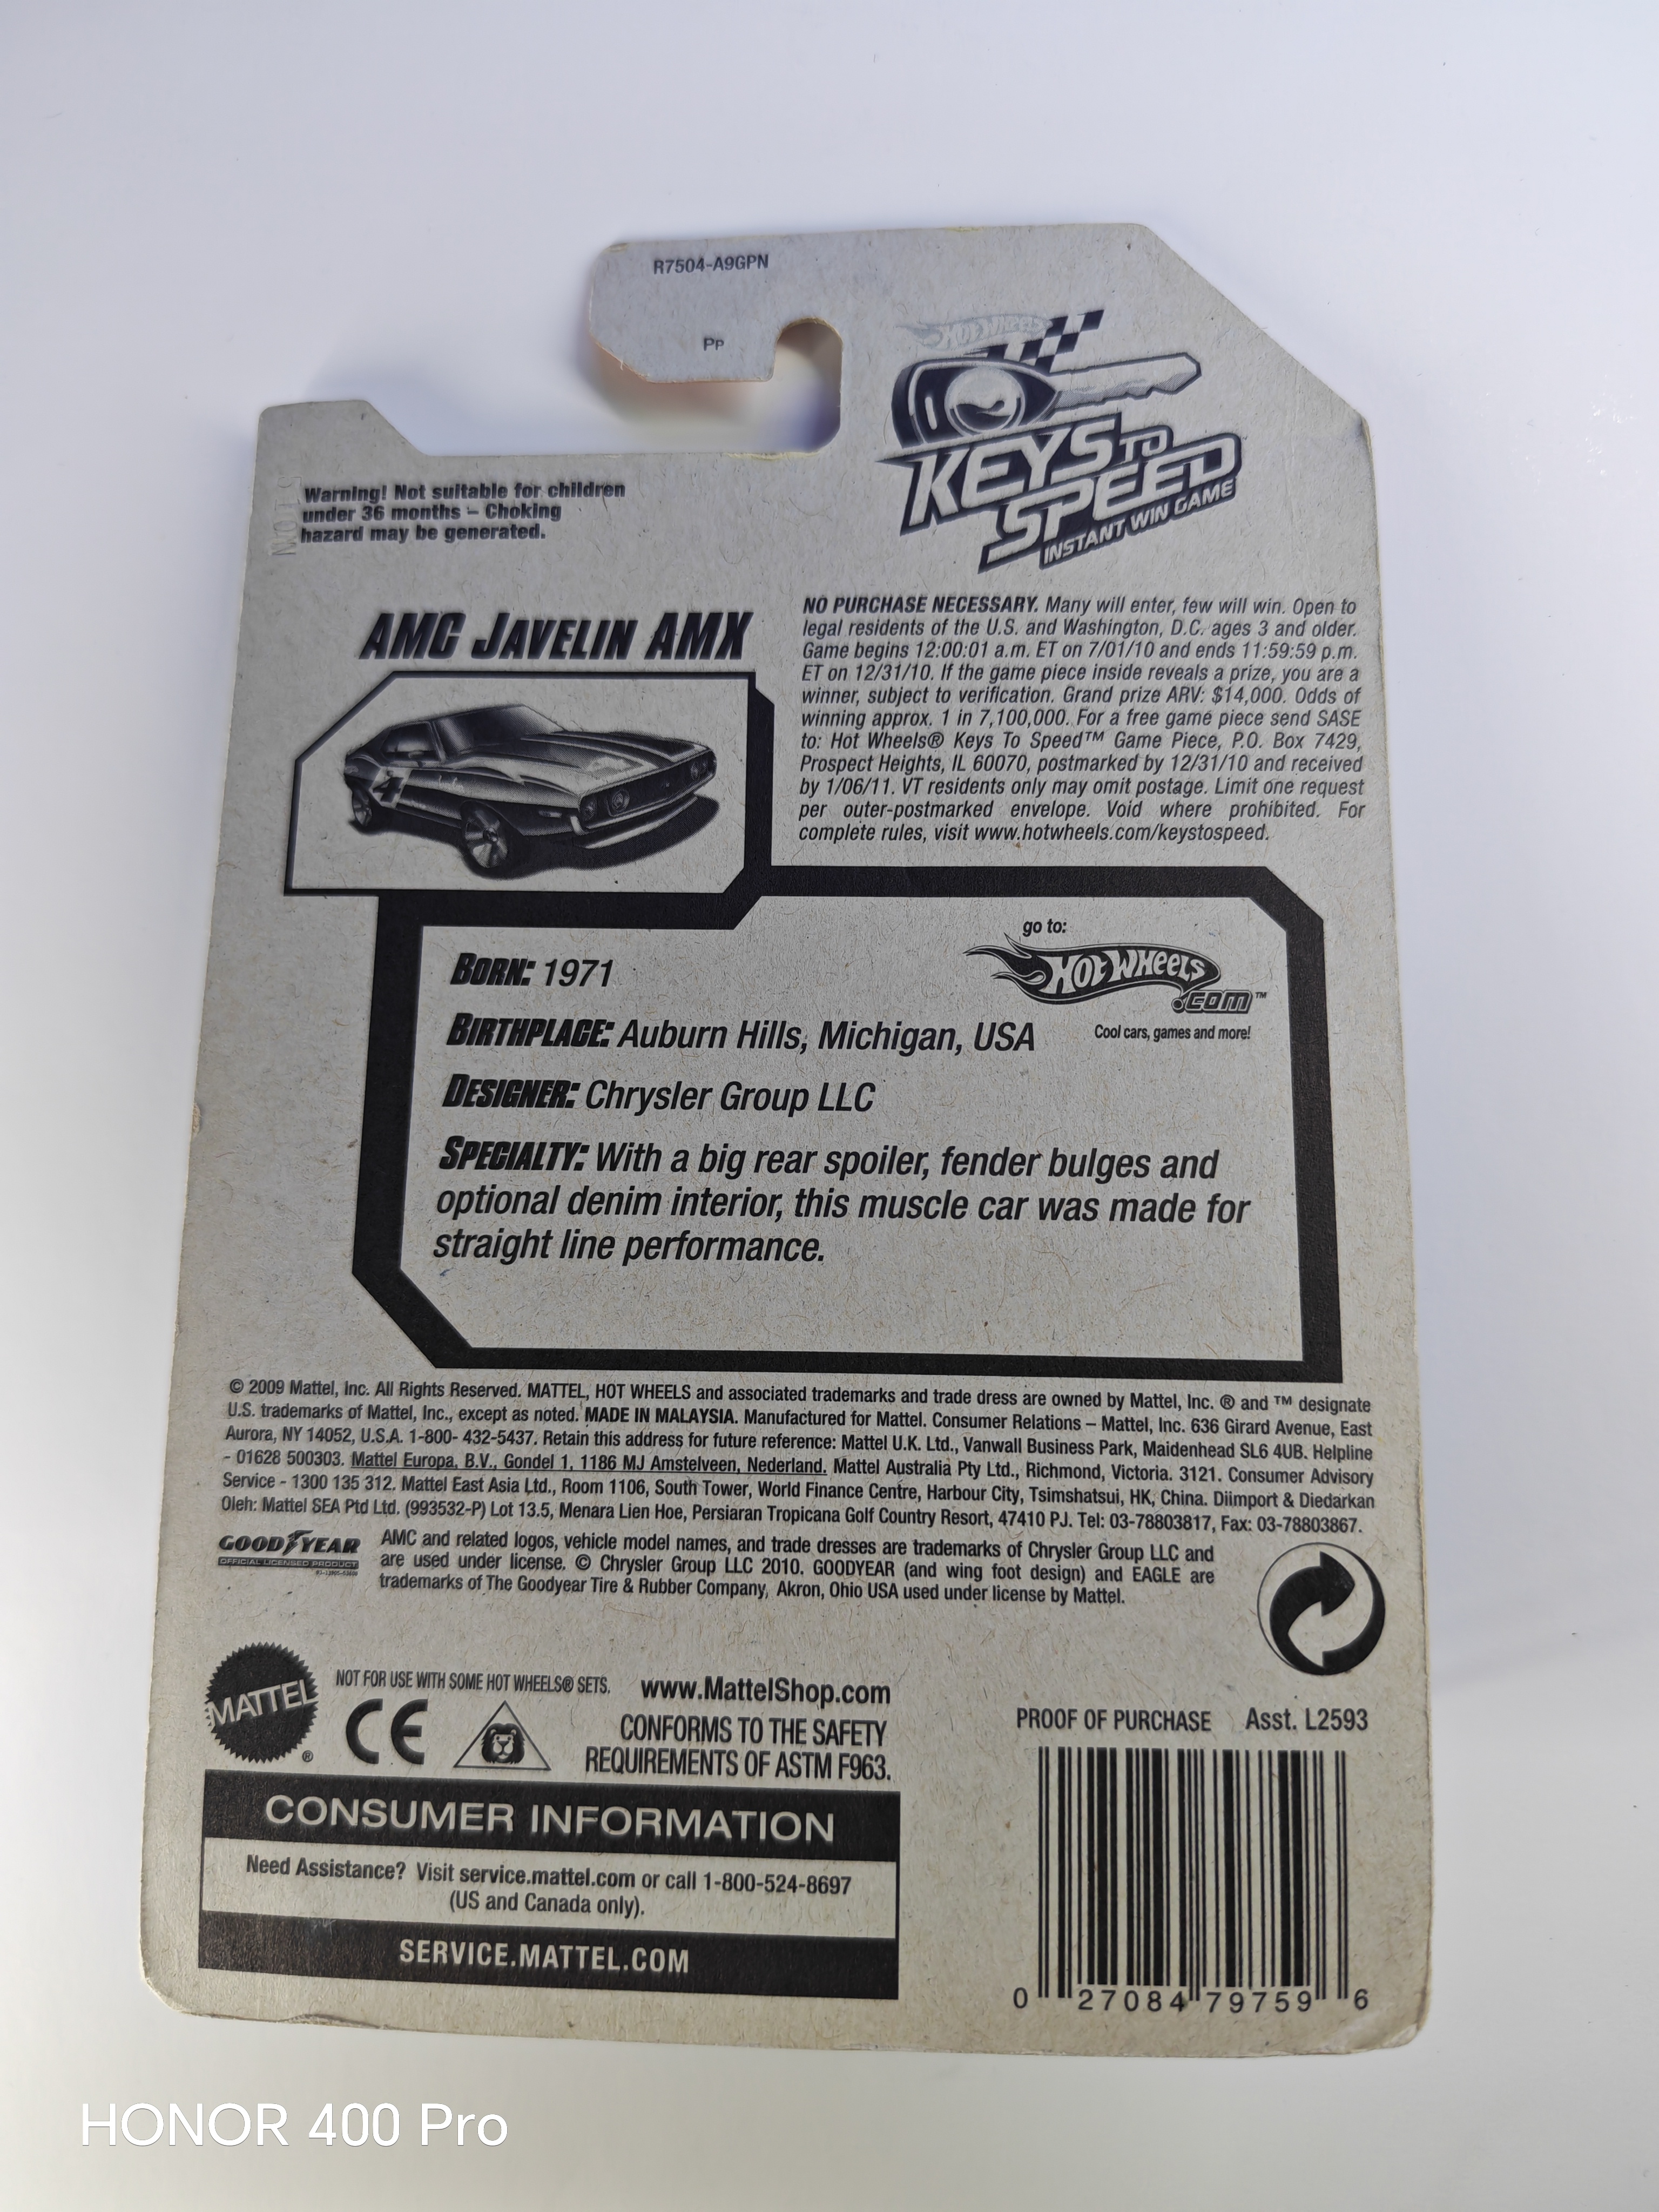 R7504-A9GPN
Pp
HOT WHEELS
KEYS TO
SPEED
INSTANT WIN GAME
Warning! Not suitable for children
under 36 months – Choking
hazard may be generated.
AMC JAVELIN AMX
4
NO PURCHASE NECESSARY. Many will enter, few will win. Open to
legal residents of the U.S. and Washington, D.C. ages 3 and older.
Game begins 12:00:01 a.m. ET on 7/01/10 and ends 11:59:59 p.m.
ET on 12/31/10. If the game piece inside reveals a prize, you are a
winner, subject to verification. Grand prize ARV: $14,000. Odds of
winning approx. 1 in 7,100,000. For a free game piece send SASE
to: Hot Wheels® Keys To Speed™ Game Piece, P.O. Box 7429,
Prospect Heights, IL 60070, postmarked by 12/31/10 and received
by 1/06/11. VT residents only may omit postage. Limit one request
per outer-postmarked envelope. Void where prohibited. For
complete rules, visit www.hotwheels.com/keystospeed.
go to:
HOT WHEELS
.COM™
Cool cars, games and more!
BORN: 1971
BIRTHPLACE: Auburn Hills, Michigan, USA
DESIGNER: Chrysler Group LLC
SPECIALTY: With a big rear spoiler, fender bulges and
optional denim interior, this muscle car was made for
straight line performance.
© 2009 Mattel, Inc. All Rights Reserved. MATTEL, HOT WHEELS and associated trademarks and trade dress are owned by Mattel, Inc. ® and ™ designate
U.S. trademarks of Mattel, Inc., except as noted. MADE IN MALAYSIA. Manufactured for Mattel. Consumer Relations – Mattel, Inc. 636 Girard Avenue, East
Aurora, NY 14052, U.S.A. 1-800- 432-5437. Retain this address for future reference: Mattel U.K. Ltd., Vanwall Business Park, Maidenhead SL6 4UB. Helpline
- 01628 500303. Mattel Europa, B.V., Gondel 1, 1186 MJ Amstelveen, Nederland. Mattel Australia Pty Ltd., Richmond, Victoria. 3121. Consumer Advisory
Service - 1300 135 312. Mattel East Asia Ltd., Room 1106, South Tower, World Finance Centre, Harbour City, Tsimshatsui, HK, China. Diimport & Diedarkan
Oleh: Mattel SEA Ptd Ltd. (993532-P) Lot 13.5, Menara Lien Hoe, Persiaran Tropicana Golf Country Resort, 47410 PJ. Tel: 03-78803817, Fax: 03-78803867.
GOODYEAR
OFFICIAL LICENSED PRODUCT
AMC and related logos, vehicle model names, and trade dresses are trademarks of Chrysler Group LLC and
are used under license. © Chrysler Group LLC 2010. GOODYEAR (and wing foot design) and EAGLE are
trademarks of The Goodyear Tire & Rubber Company, Akron, Ohio USA used under license by Mattel.
MATTEL®
NOT FOR USE WITH SOME HOT WHEELS® SETS.
CE
www.MattelShop.com
CONFORMS TO THE SAFETY
REQUIREMENTS OF ASTM F963.
CONSUMER INFORMATION
Need Assistance? Visit service.mattel.com or call 1-800-524-8697
(US and Canada only).
SERVICE.MATTEL.COM
PROOF OF PURCHASE Asst. L2593
0 27084 79759 6
HONOR 400 Pro